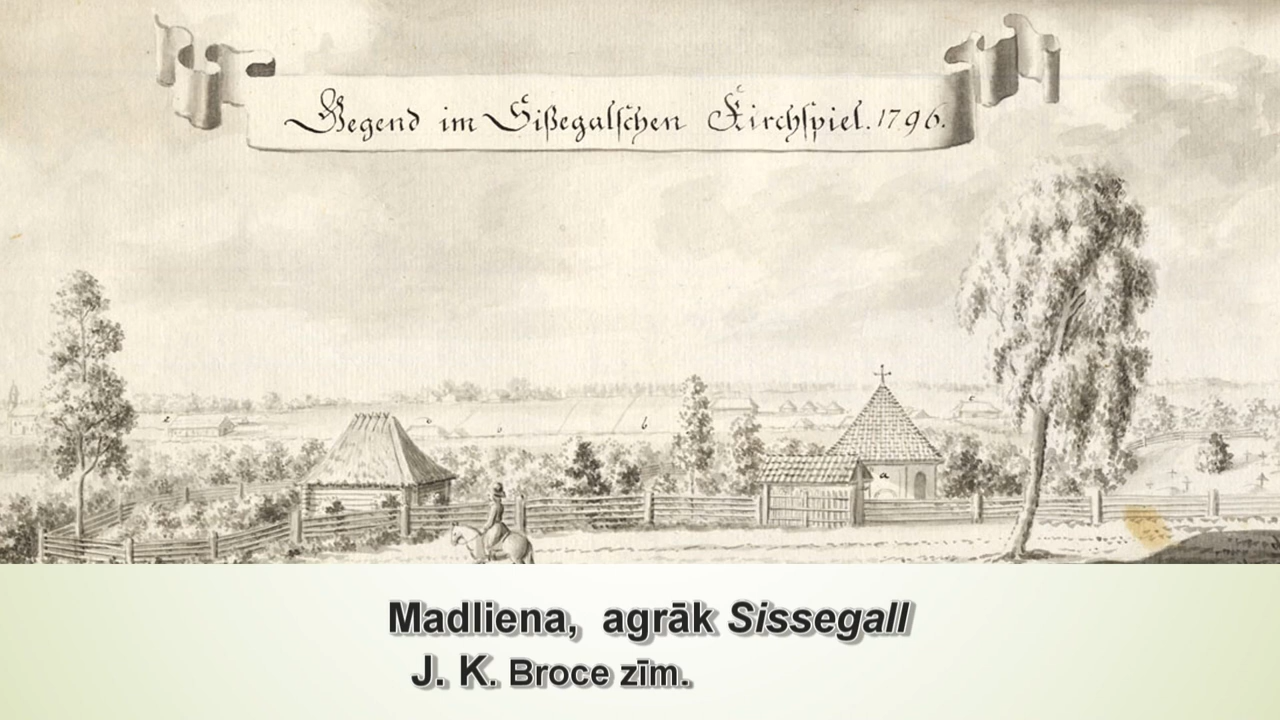 Gegend im Sißegalschen Kirchspiel. 1796.
c
c
b
b
c
a
Madliena, agrāk Sissegall
J. K. Broce zīm.